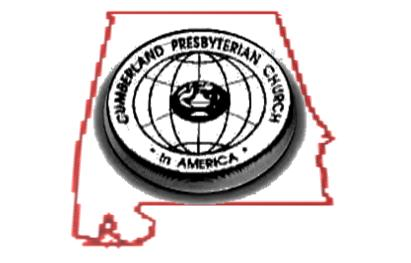 CUMBERLAND PRESBYTERIAN CHURCH
• in AMERICA •